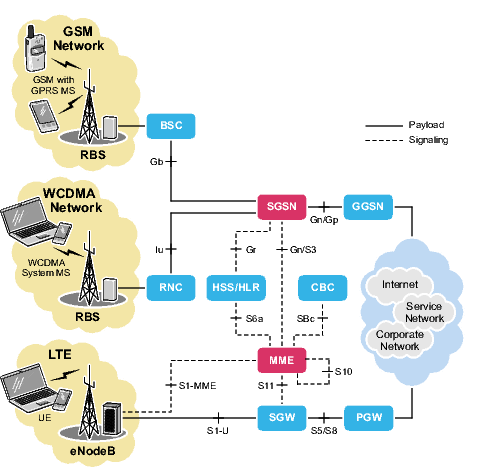 GSM
Network
GSM with
GPRS MS
RBS
BSC
Gb
Payload
Signaling
SGSN
Gn/Gp
GGSN
WCDMA
Network
WCDMA
System MS
RBS
Iu
RNC
Gr
Gn/S3
HSS/HLR
CBC
S6a
SBc
Internet
Service
Network
Corporate
Network
LTE
UE
eNodeB
S1-MME
MME
S10
S11
S1-U
SGW
S5/S8
PGW